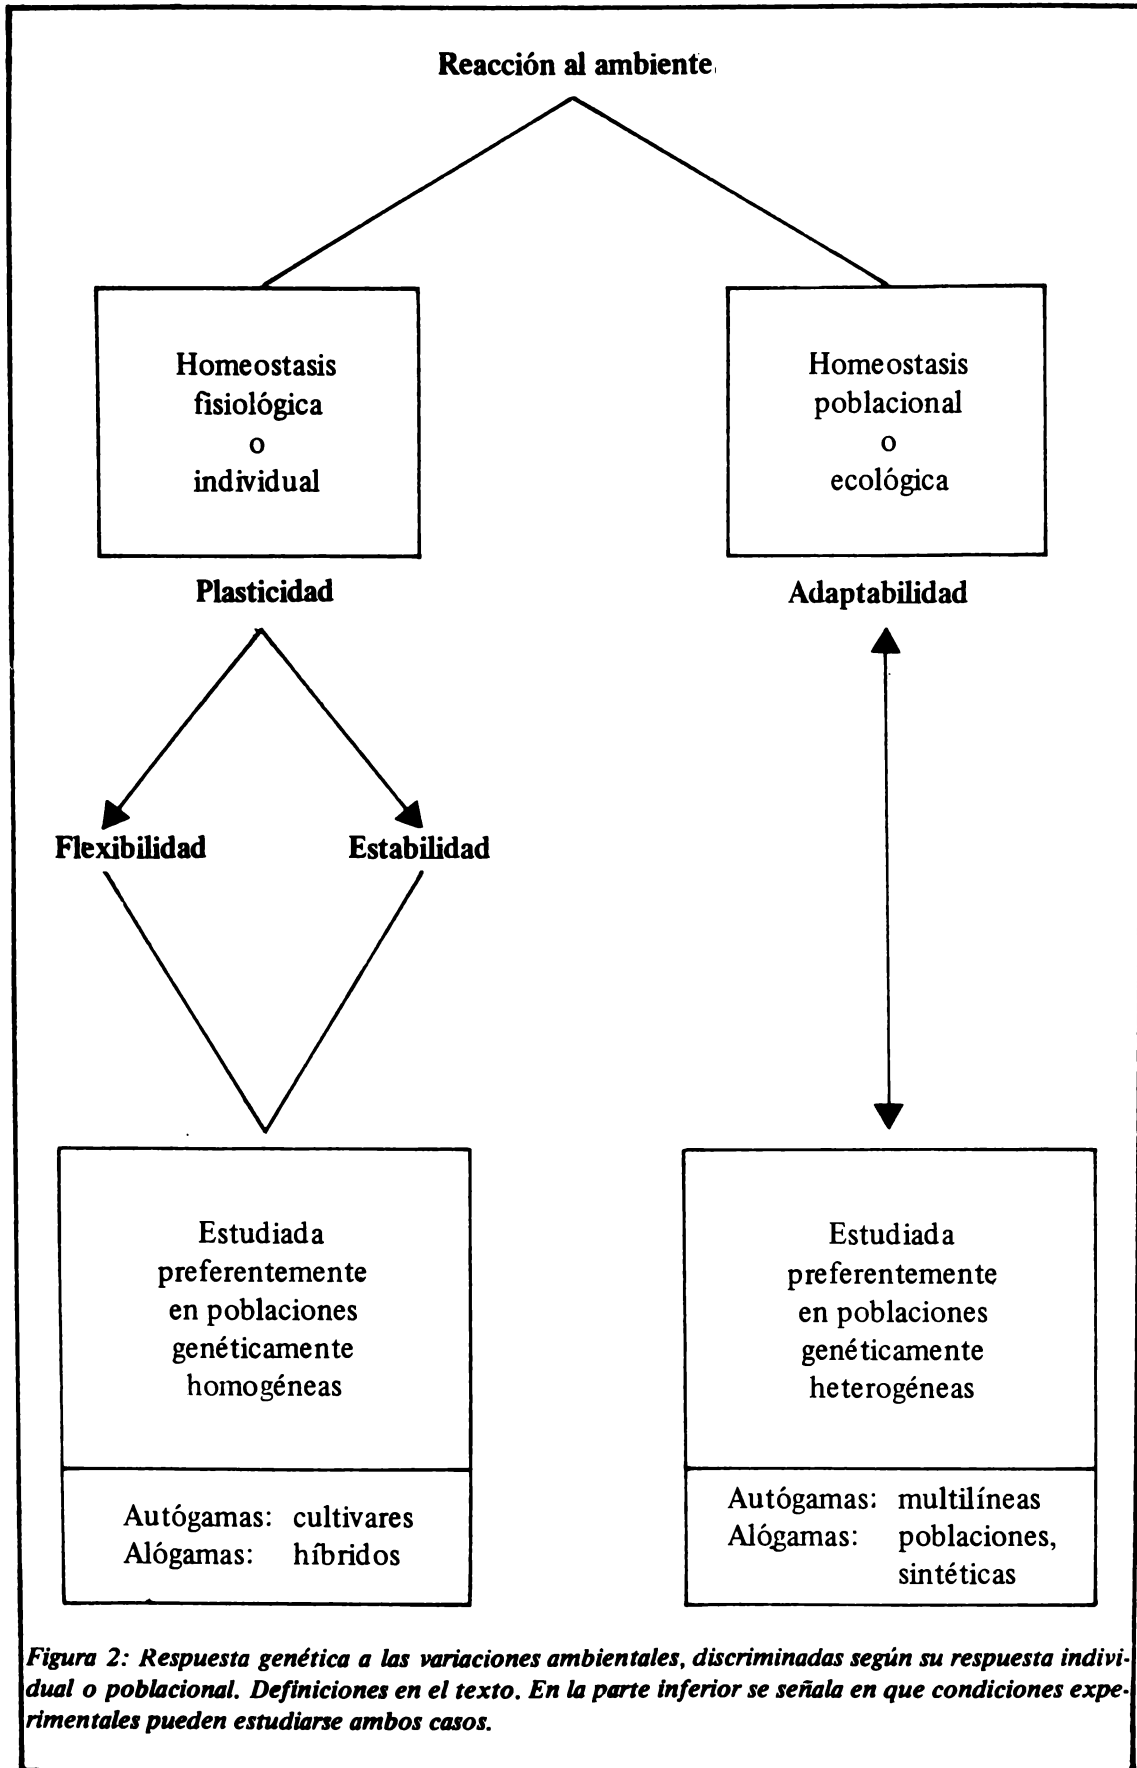 Reacción al ambiente
Homeostasis
fisiológica
o
individual
Homeostasis
poblacional
o
ecológica
Plasticidad
Adaptabilidad
Flexibilidad
Estabilidad
Estudiada
preferentemente
en poblaciones
genéticamente
homogéneas
Autógamas: cultivares
Alógamas: híbridos
Estudiada
preferentemente
en poblaciones
genéticamente
heterogéneas
Autógamas: multilíneas
Alógamas: poblaciones,
sintéticas
Figura 2: Respuesta genética a las variaciones ambientales, discriminadas según su respuesta indivi-
dual o poblacional. Definiciones en el texto. En la parte inferior se señala en que condiciones expe-
rimentales pueden estudiarse ambos casos.